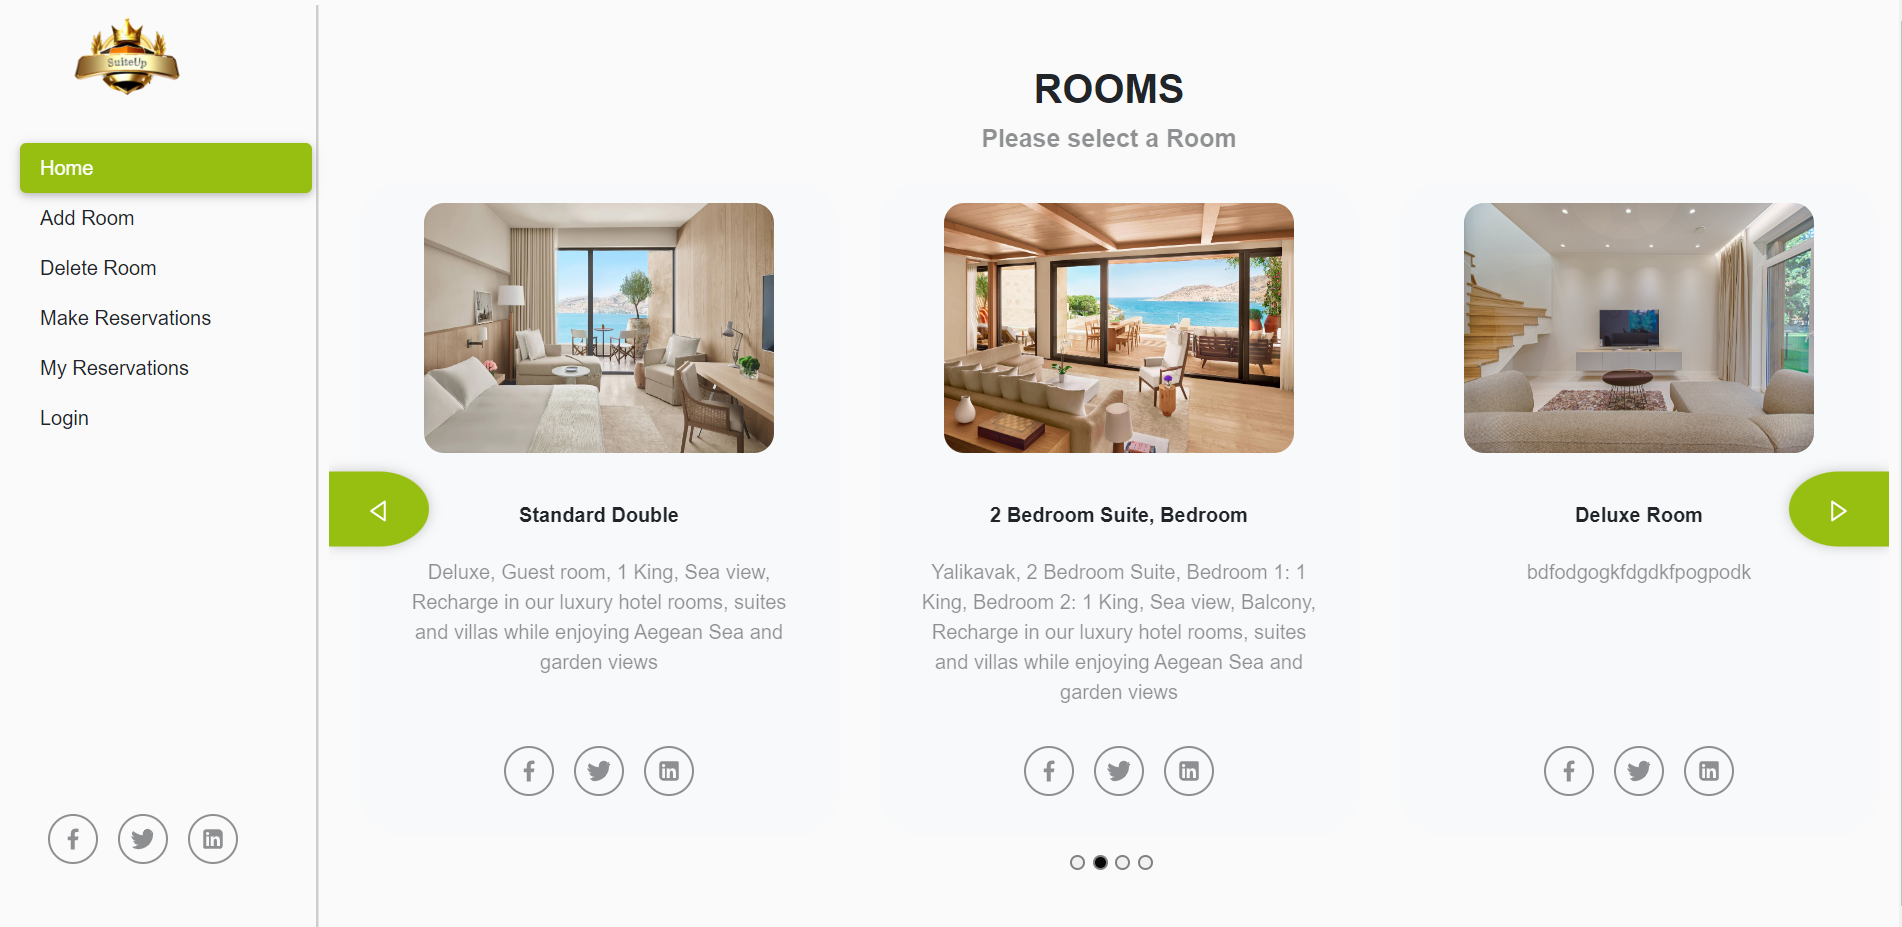 SuiteUp
Home
Add Room
Delete Room
Make Reservations
My Reservations
Login
ROOMS
Please select a Room
Standard Double
Deluxe, Guest room, 1 King, Sea view,
Recharge in our luxury hotel rooms, suites
and villas while enjoying Aegean Sea and
garden views
2 Bedroom Suite, Bedroom
Yalikavak, 2 Bedroom Suite, Bedroom 1: 1
King, Bedroom 2: 1 King, Sea view, Balcony,
Recharge in our luxury hotel rooms, suites
and villas while enjoying Aegean Sea and
garden views
Deluxe Room
bdfodgogkfdgdkfpogpodk